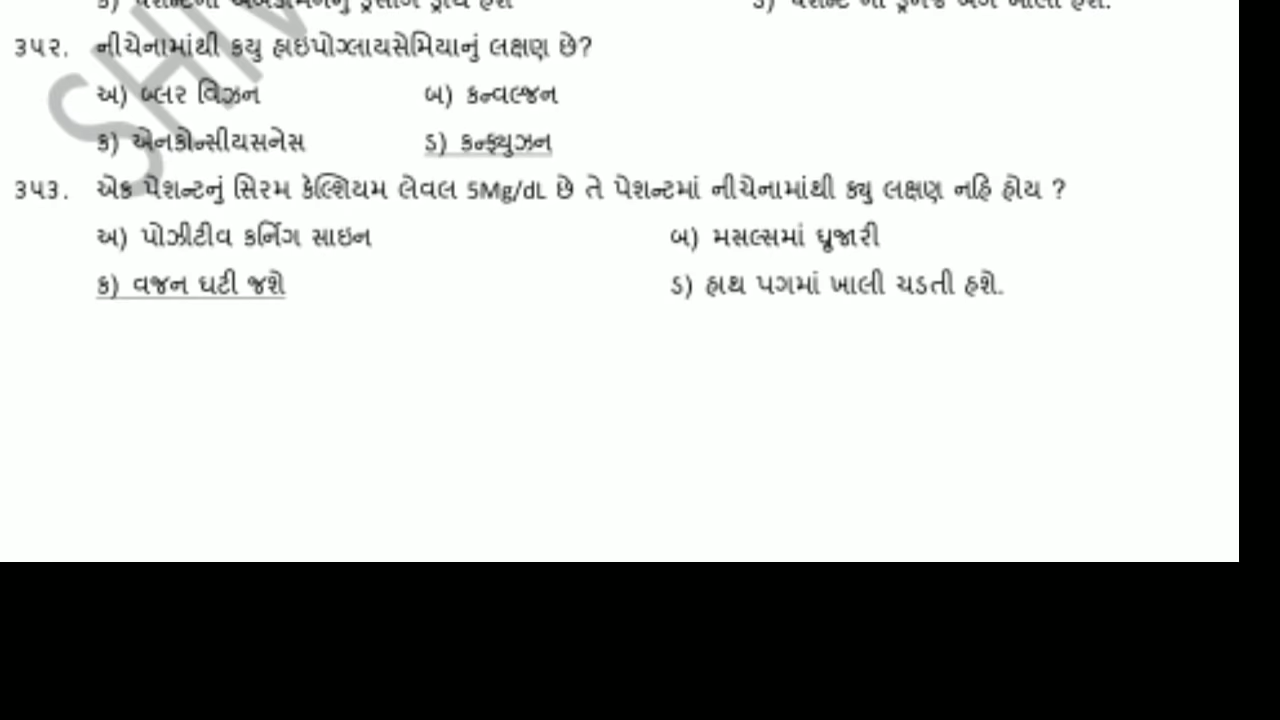 ૩૫૨. નીચેનામાંથી કયુ હાઇપોગ્લાયસેમિયાનું લક્ષણ છે?
અ) બ્લર વિઝન બ) કન્વલ્જન
ક) એનકોન્સીયસનેસ ડ) કન્ફ્યુઝન
૩૫૩. એક પેશન્ટનું સિરમ કેલ્શિયમ લેવલ 5Mg/dL છે તે પેશન્ટમાં નીચેનામાંથી ક્યુ લક્ષણ નહિ હોય ?
અ) પોઝીટીવ કર્નિગ સાઇન બ) મસલ્સમાં ધ્રૂજારી
ક) વજન ઘટી જશે ડ) હાથ પગમાં ખાલી ચડતી હશે.